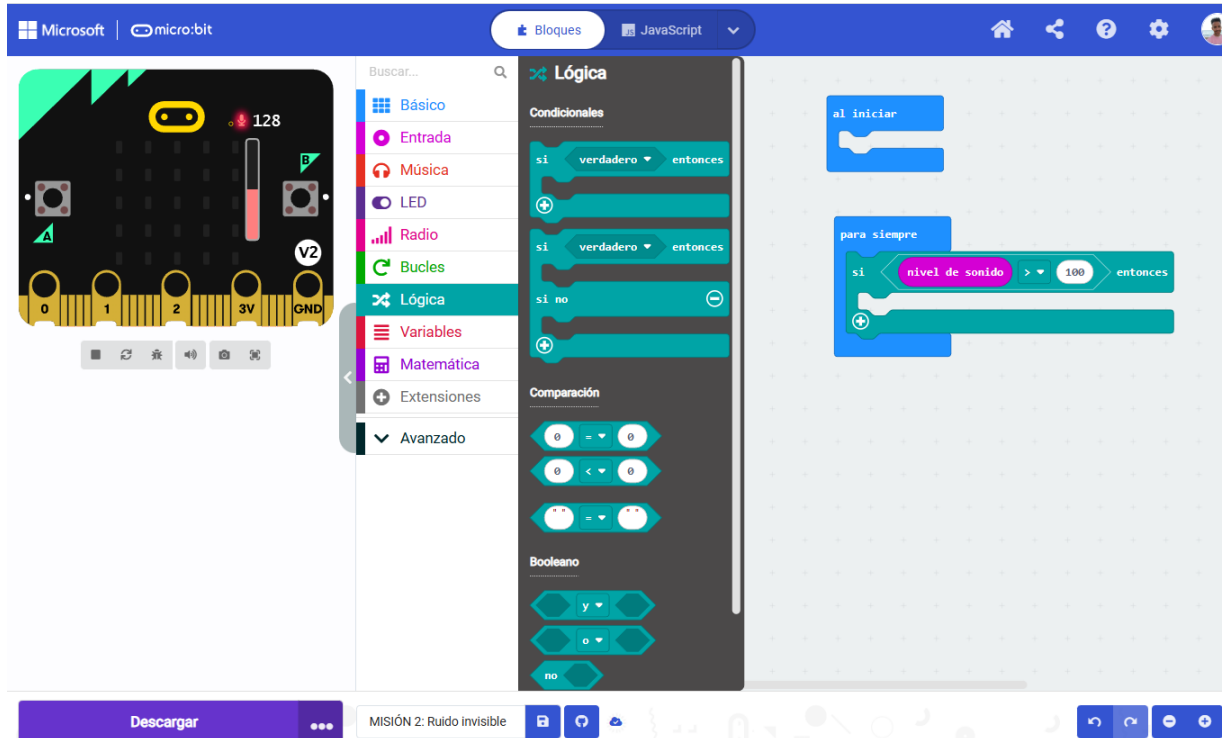 Microsoft
micro:bit
Bloques
JS
JavaScript
128
B
A
V2
0
1
2
3V
GND
Buscar...
Básico
Entrada
Música
LED
Radio
Bucles
Lógica
Variables
Matemática
Extensiones
Avanzado
Lógica
Condicionales
si verdadero entonces
si verdadero entonces
si no
Comparación
0 = 0
0 < 0
" " = " "
Booleano
y
o
no
al iniciar
para siempre
si nivel de sonido > 100 entonces
Descargar
MISIÓN 2: Ruido invisible